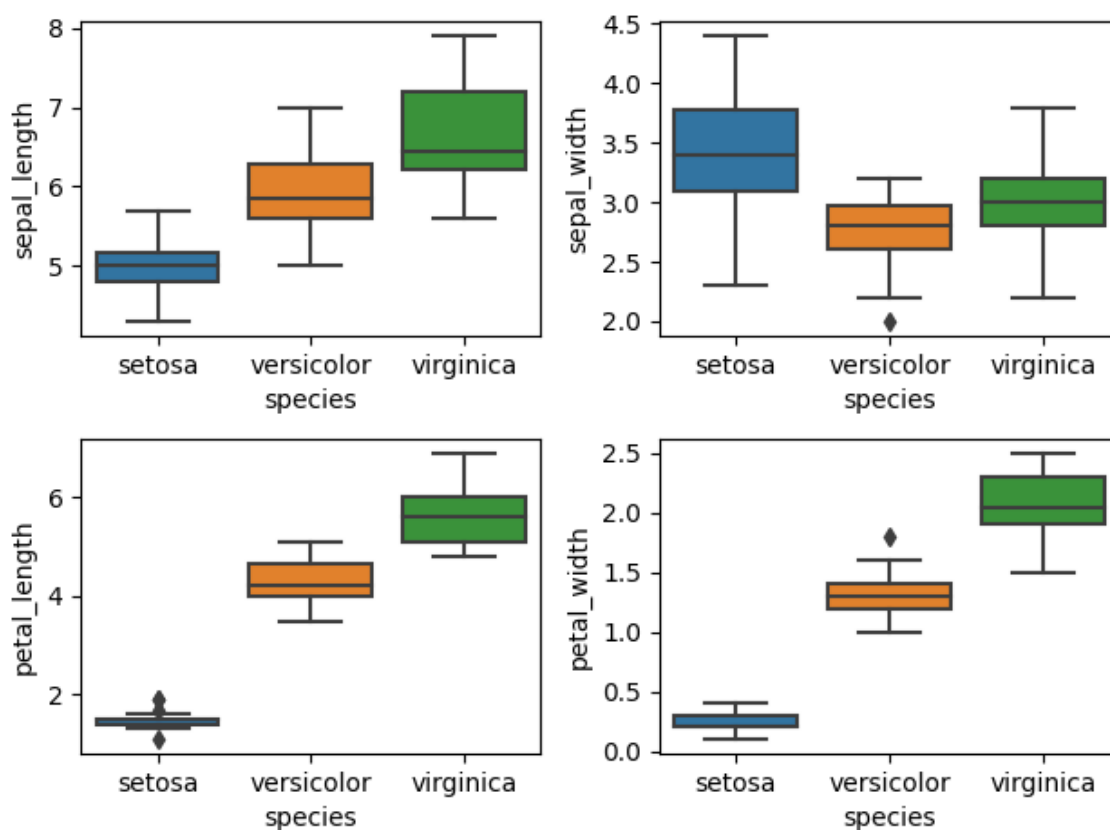 sepal_length
8
7
6
5
setosa versicolor virginica
species
sepal_width
4.5
4.0
3.5
3.0
2.5
2.0
setosa versicolor virginica
species
petal_length
6
4
2
setosa versicolor virginica
species
petal_width
2.5
2.0
1.5
1.0
0.5
0.0
setosa versicolor virginica
species